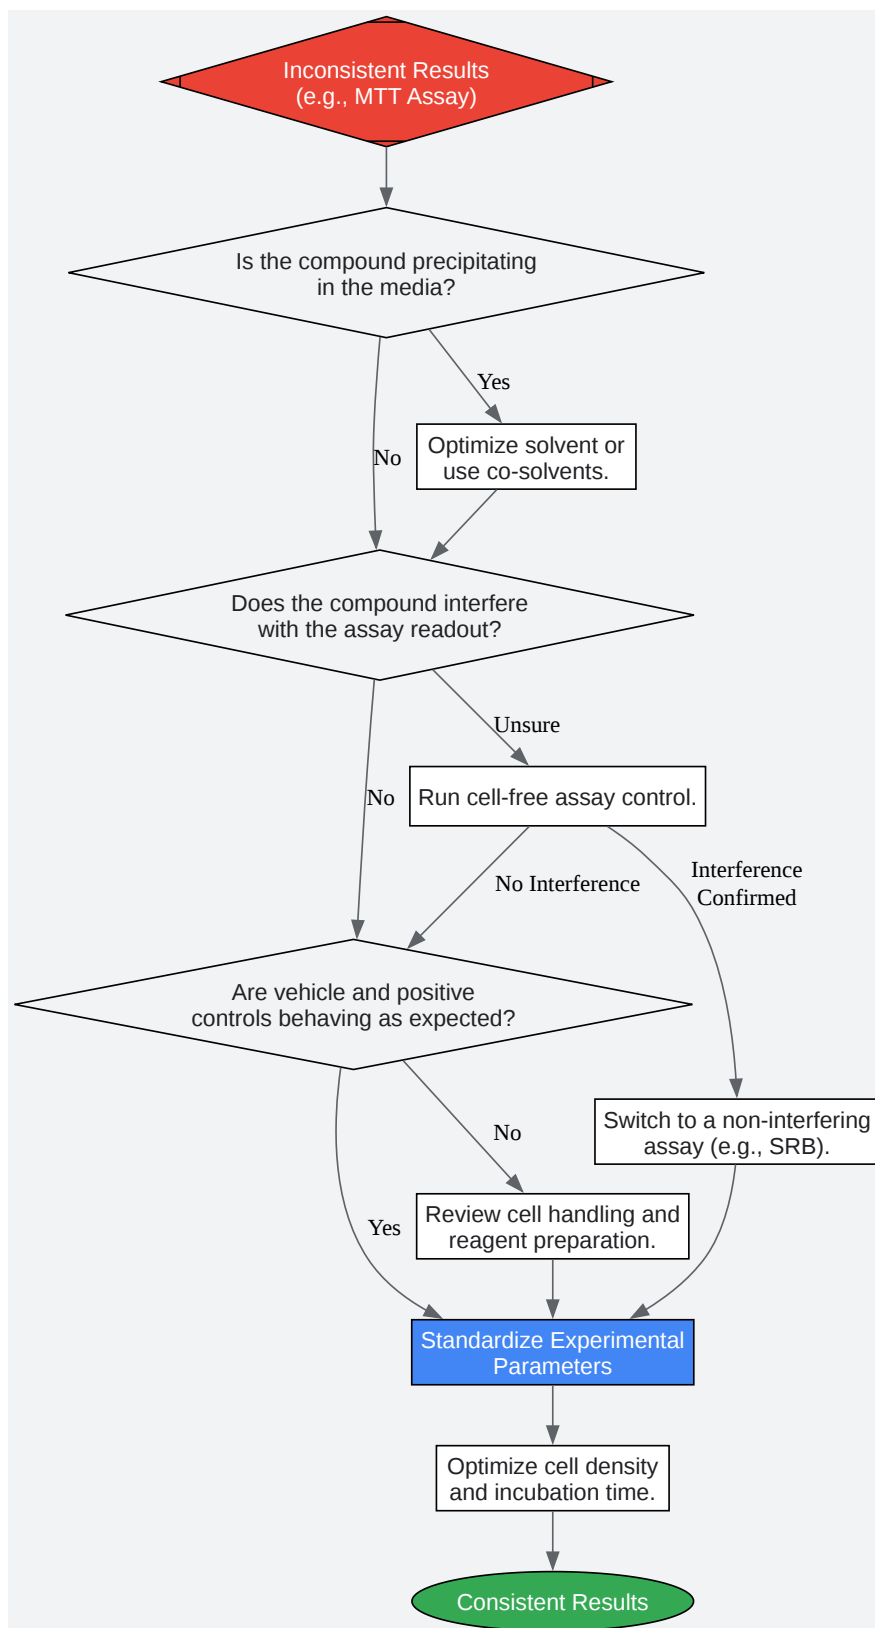 Inconsistent Results
(e.g., MTT Assay)
Is the compound precipitating
in the media?
Yes
No
Optimize solvent or
use co-solvents.
Does the compound interfere
with the assay readout?
Unsure
No
Run cell-free assay control.
No Interference
Interference
Confirmed
Are vehicle and positive
controls behaving as expected?
No
Switch to a non-interfering
assay (e.g., SRB).
Yes
Review cell handling and
reagent preparation.
Standardize Experimental
Parameters
Optimize cell density
and incubation time.
Consistent Results